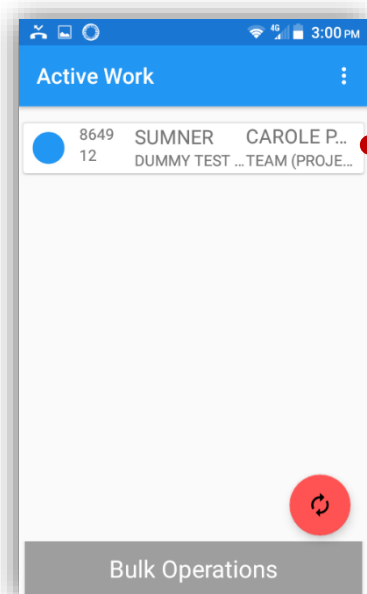 4G 3:00 PM
Active Work
8649 SUMNER CAROLE P...
12 DUMMY TEST ... TEAM (PROJE...
Bulk Operations